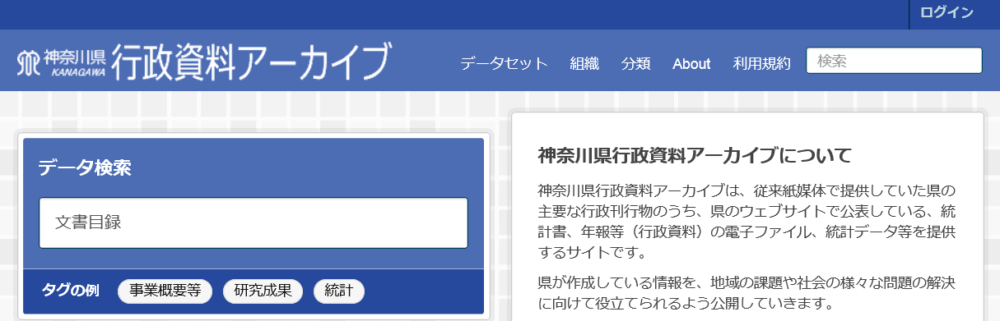 ログイン
神奈川県 KANAGAWA 行政資料アーカイブ
データセット 組織 分類 About 利用規約 検索
データ検索
文書目録
タグの例 事業概要等 研究成果 統計
神奈川県行政資料アーカイブについて
神奈川県行政資料アーカイブは、従来紙媒体で提供していた県の
主要な行政刊行物のうち、県のウェブサイトで公表している、統
計書、年報等（行政資料）の電子ファイル、統計データ等を提供
するサイトです。
県が作成している情報を、地域の課題や社会の様々な問題の解決
に向けて役立てられるよう公開していきます。